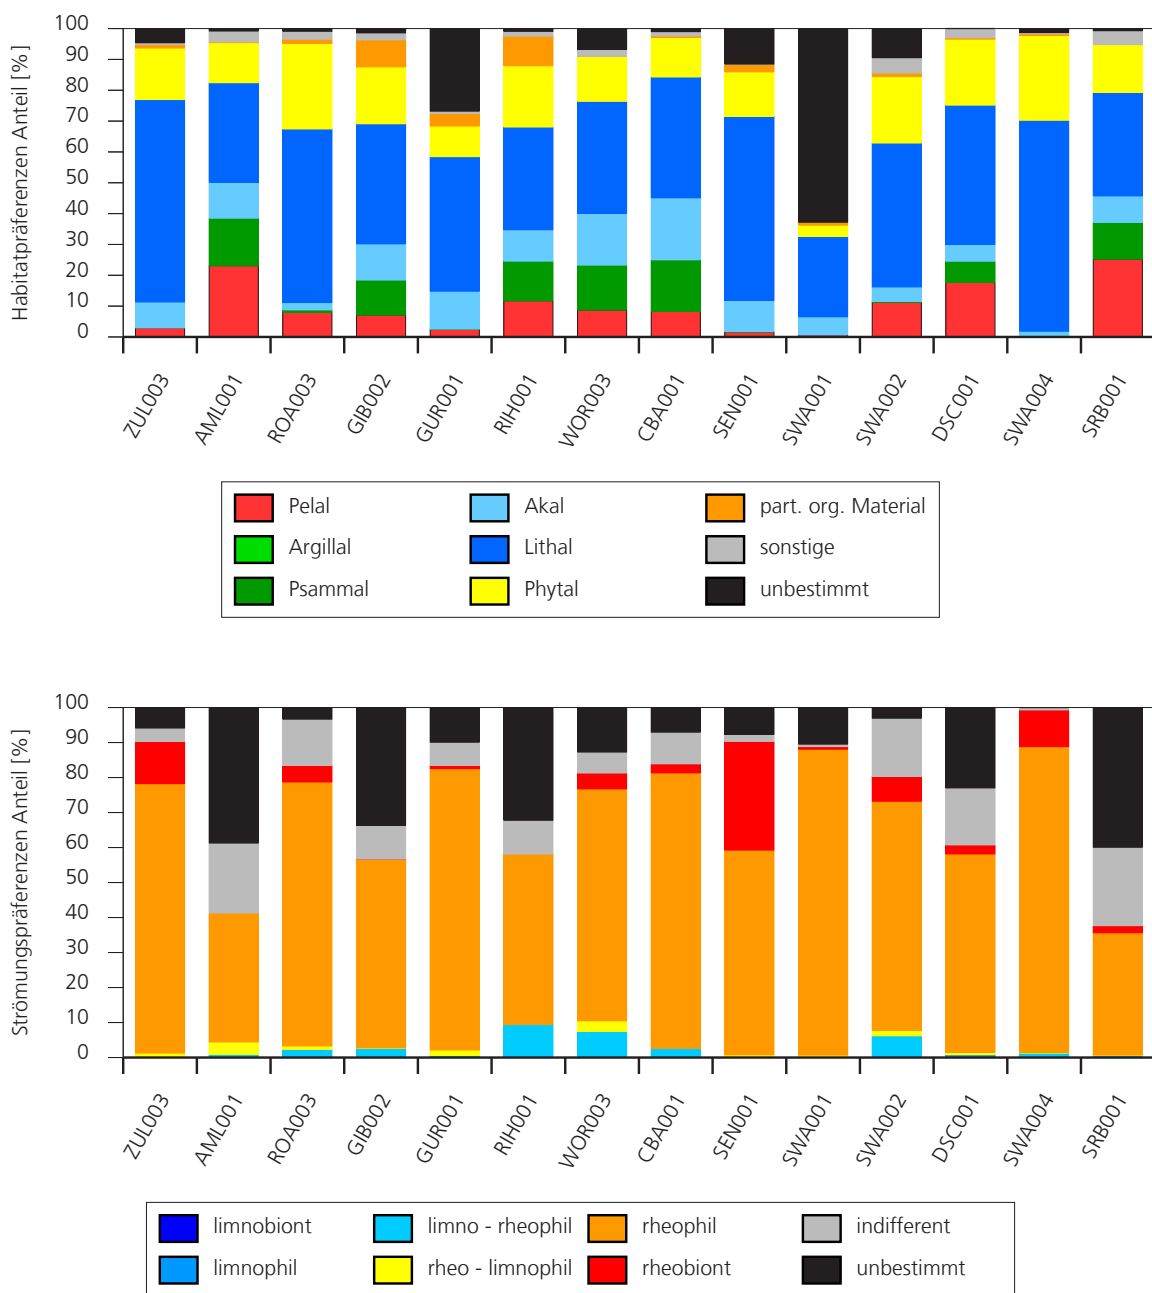 Habitatpräferenzen Anteil [%]
100
90
80
70
60
50
40
30
20
10
0
ZUL003 AML001 ROA003 GIB002 GUR001 RIH001 WOR003 CBA001 SEN001 SWA001 SWA002 DSC001 SWA004 SRB001
Pelal Akal part. org. Material
Argillal Lithal sonstige
Psammal Phytal unbestimmt
Strömungspräferenzen Anteil [%]
100
90
80
70
60
50
40
30
20
10
0
ZUL003 AML001 ROA003 GIB002 GUR001 RIH001 WOR003 CBA001 SEN001 SWA001 SWA002 DSC001 SWA004 SRB001
limnobiont limno - rheophil rheophil indifferent
limnophil rheo - limnophil rheobiont unbestimmt